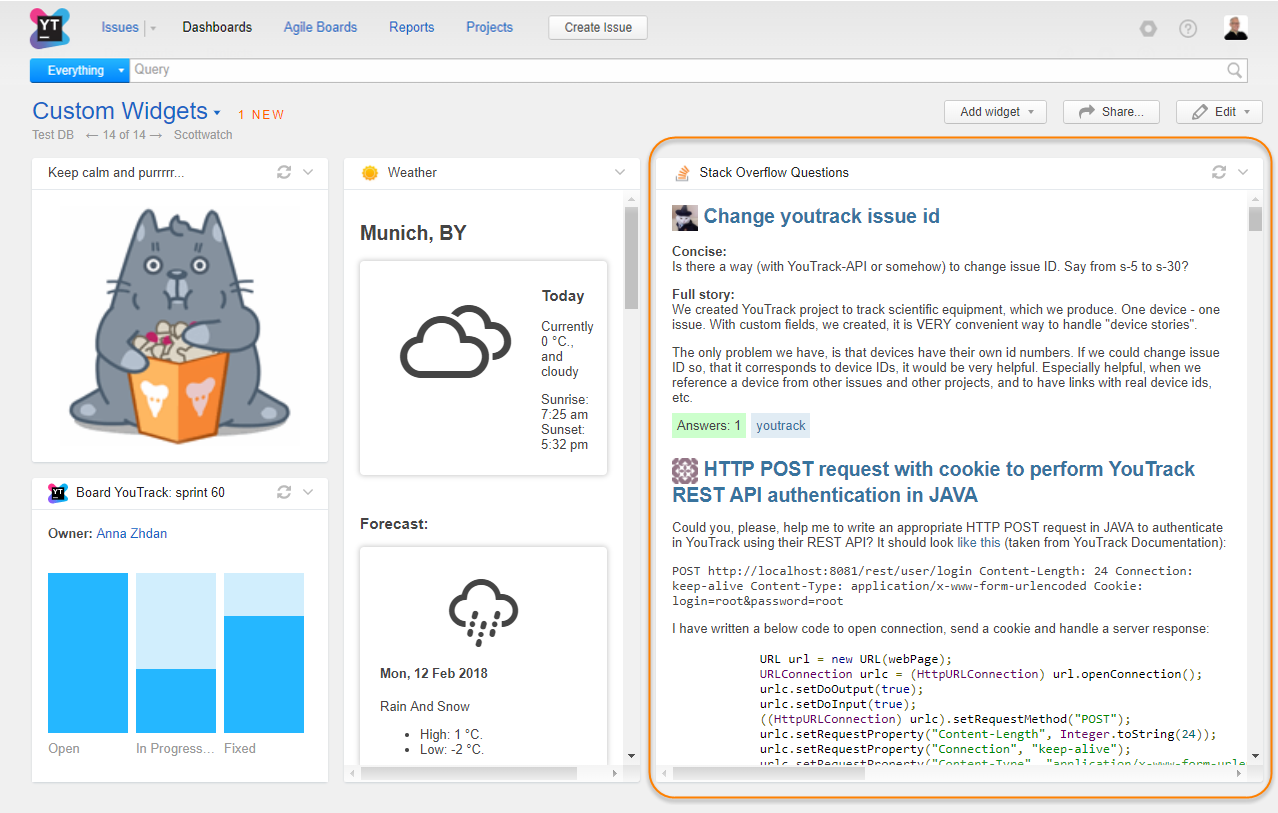 YT
Issues Dashboards Agile Boards Reports Projects Create Issue
Everything Query
Custom Widgets 1 NEW
Add widget Share... Edit
Test DB ← 14 of 14 → Scottwatch
Keep calm and purrrrr...
YT Board YouTrack: sprint 60
Owner: Anna Zhdan
Open In Progress... Fixed
Weather
Munich, BY
Today
Currently
0 °C.,
and
cloudy
Sunrise:
7:25 am
Sunset:
5:32 pm
Forecast:
Mon, 12 Feb 2018
Rain And Snow
• High: 1 °C.
• Low: -2 °C.
Stack Overflow Questions
Change youtrack issue id
Concise:
Is there a way (with YouTrack-API or somehow) to change issue ID. Say from s-5 to s-30?
Full story:
We created YouTrack project to track scientific equipment, which we produce. One device - one
issue. With custom fields, we created, it is VERY convenient way to handle "device stories".
The only problem we have, is that devices have their own id numbers. If we could change issue
ID so, that it corresponds to device IDs, it would be very helpful. Especially helpful, when we
reference a device from other issues and other projects, and to have links with real device ids,
etc.
Answers: 1 youtrack
HTTP POST request with cookie to perform YouTrack
REST API authentication in JAVA
Could you, please, help me to write an appropriate HTTP POST request in JAVA to authenticate
in YouTrack using their REST API? It should look like this (taken from YouTrack Documentation):
POST http://localhost:8081/rest/user/login Content-Length: 24 Connection:
keep-alive Content-Type: application/x-www-form-urlencoded Cookie:
login=root&password=root
I have written a below code to open connection, send a cookie and handle a server response:
URL url = new URL(webPage);
URLConnection urlc = (HttpURLConnection) url.openConnection();
urlc.setDoOutput(true);
urlc.setDoInput(true);
((HttpURLConnection) urlc).setRequestMethod("POST");
urlc.setRequestProperty("Content-Length", Integer.toString(24));
urlc.setRequestProperty("Connection", "keep-alive");
urlc.setRequestProperty("Content-Type", "application/x-www-form-urle